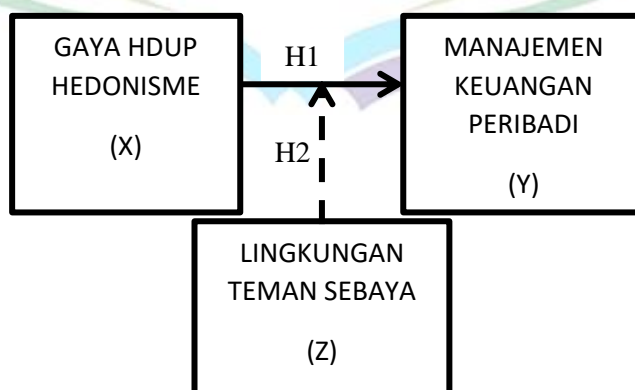 GAYA HDUP
HEDONISME
(X)
H1
MANAJEMEN
KEUANGAN
PERIBADI
(Y)
H2
LINGKUNGAN
TEMAN SEBAYA
(Z)